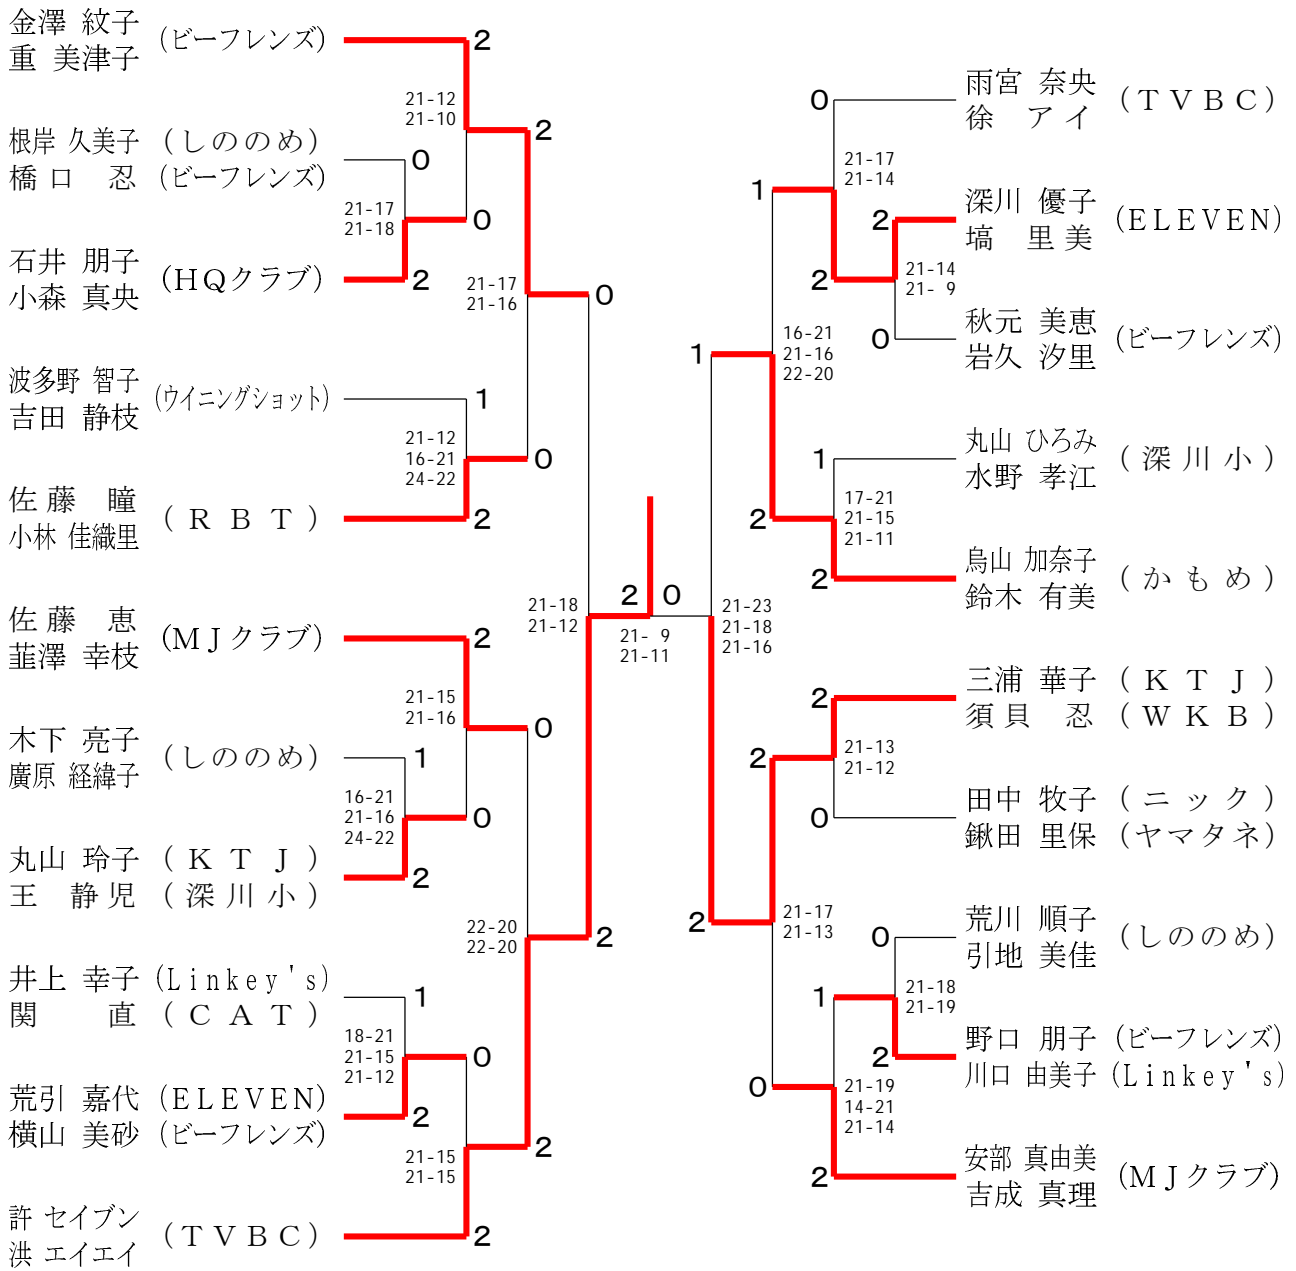 金澤 紋子
重 美津子
(ビーフレンズ)
2
21-12
21-10
2
根岸 久美子 (しののめ)
橋口 忍 (ビーフレンズ)
0
21-17
21-18
0
石井 朋子
小森 真央
(HQクラブ)
2
21-17
21-16
0
波多野 智子
吉田 静枝
(ウイニングショット)
1
21-12
16-21
24-22
0
佐藤 瞳
小林 佳織里
(RBT)
2
佐藤 恵
韮澤 幸枝
(MJクラブ)
2
21-18
21-12
21-15
21-16
0
木下 亮子
廣原 経緯子
(しののめ)
1
16-21
21-16
24-22
0
丸山 玲子 (KTJ)
王 静児 (深川小)
2
22-20
22-20
2
井上 幸子 (Linkey's)
関 直 (CAT)
1
18-21
21-15
21-12
0
荒引 嘉代 (ELEVEN)
横山 美砂 (ビーフレンズ)
2
21-15
21-15
2
許 セイブン
洪 エイエイ
(TVBC)
2
2 0
21- 9
21-11
雨宮 奈央
徐 アイ
(TVBC)
0
21-17
21-14
1
深川 優子
塙 里美
(ELEVEN)
2
2
21-14
21- 9
秋元 美恵
岩久 汐里
(ビーフレンズ)
0
16-21
21-16
22-20
1
丸山 ひろみ
水野 孝江
(深川小)
1
17-21
21-15
21-11
2
烏山 加奈子
鈴木 有美
(かもめ)
2
21-23
21-18
21-16
三浦 華子 (KTJ)
須貝 忍 (WKB)
2
21-13
21-12
2
田中 牧子 (ニック)
鍬田 里保 (ヤマタネ)
0
21-17
21-13
2
荒川 順子
引地 美佳
(しののめ)
0
21-18
21-19
1
野口 朋子 (ビーフレンズ)
川口 由美子 (Linkey's)
2
21-19
14-21
21-14
0
安部 真由美
吉成 真理
(MJクラブ)
2